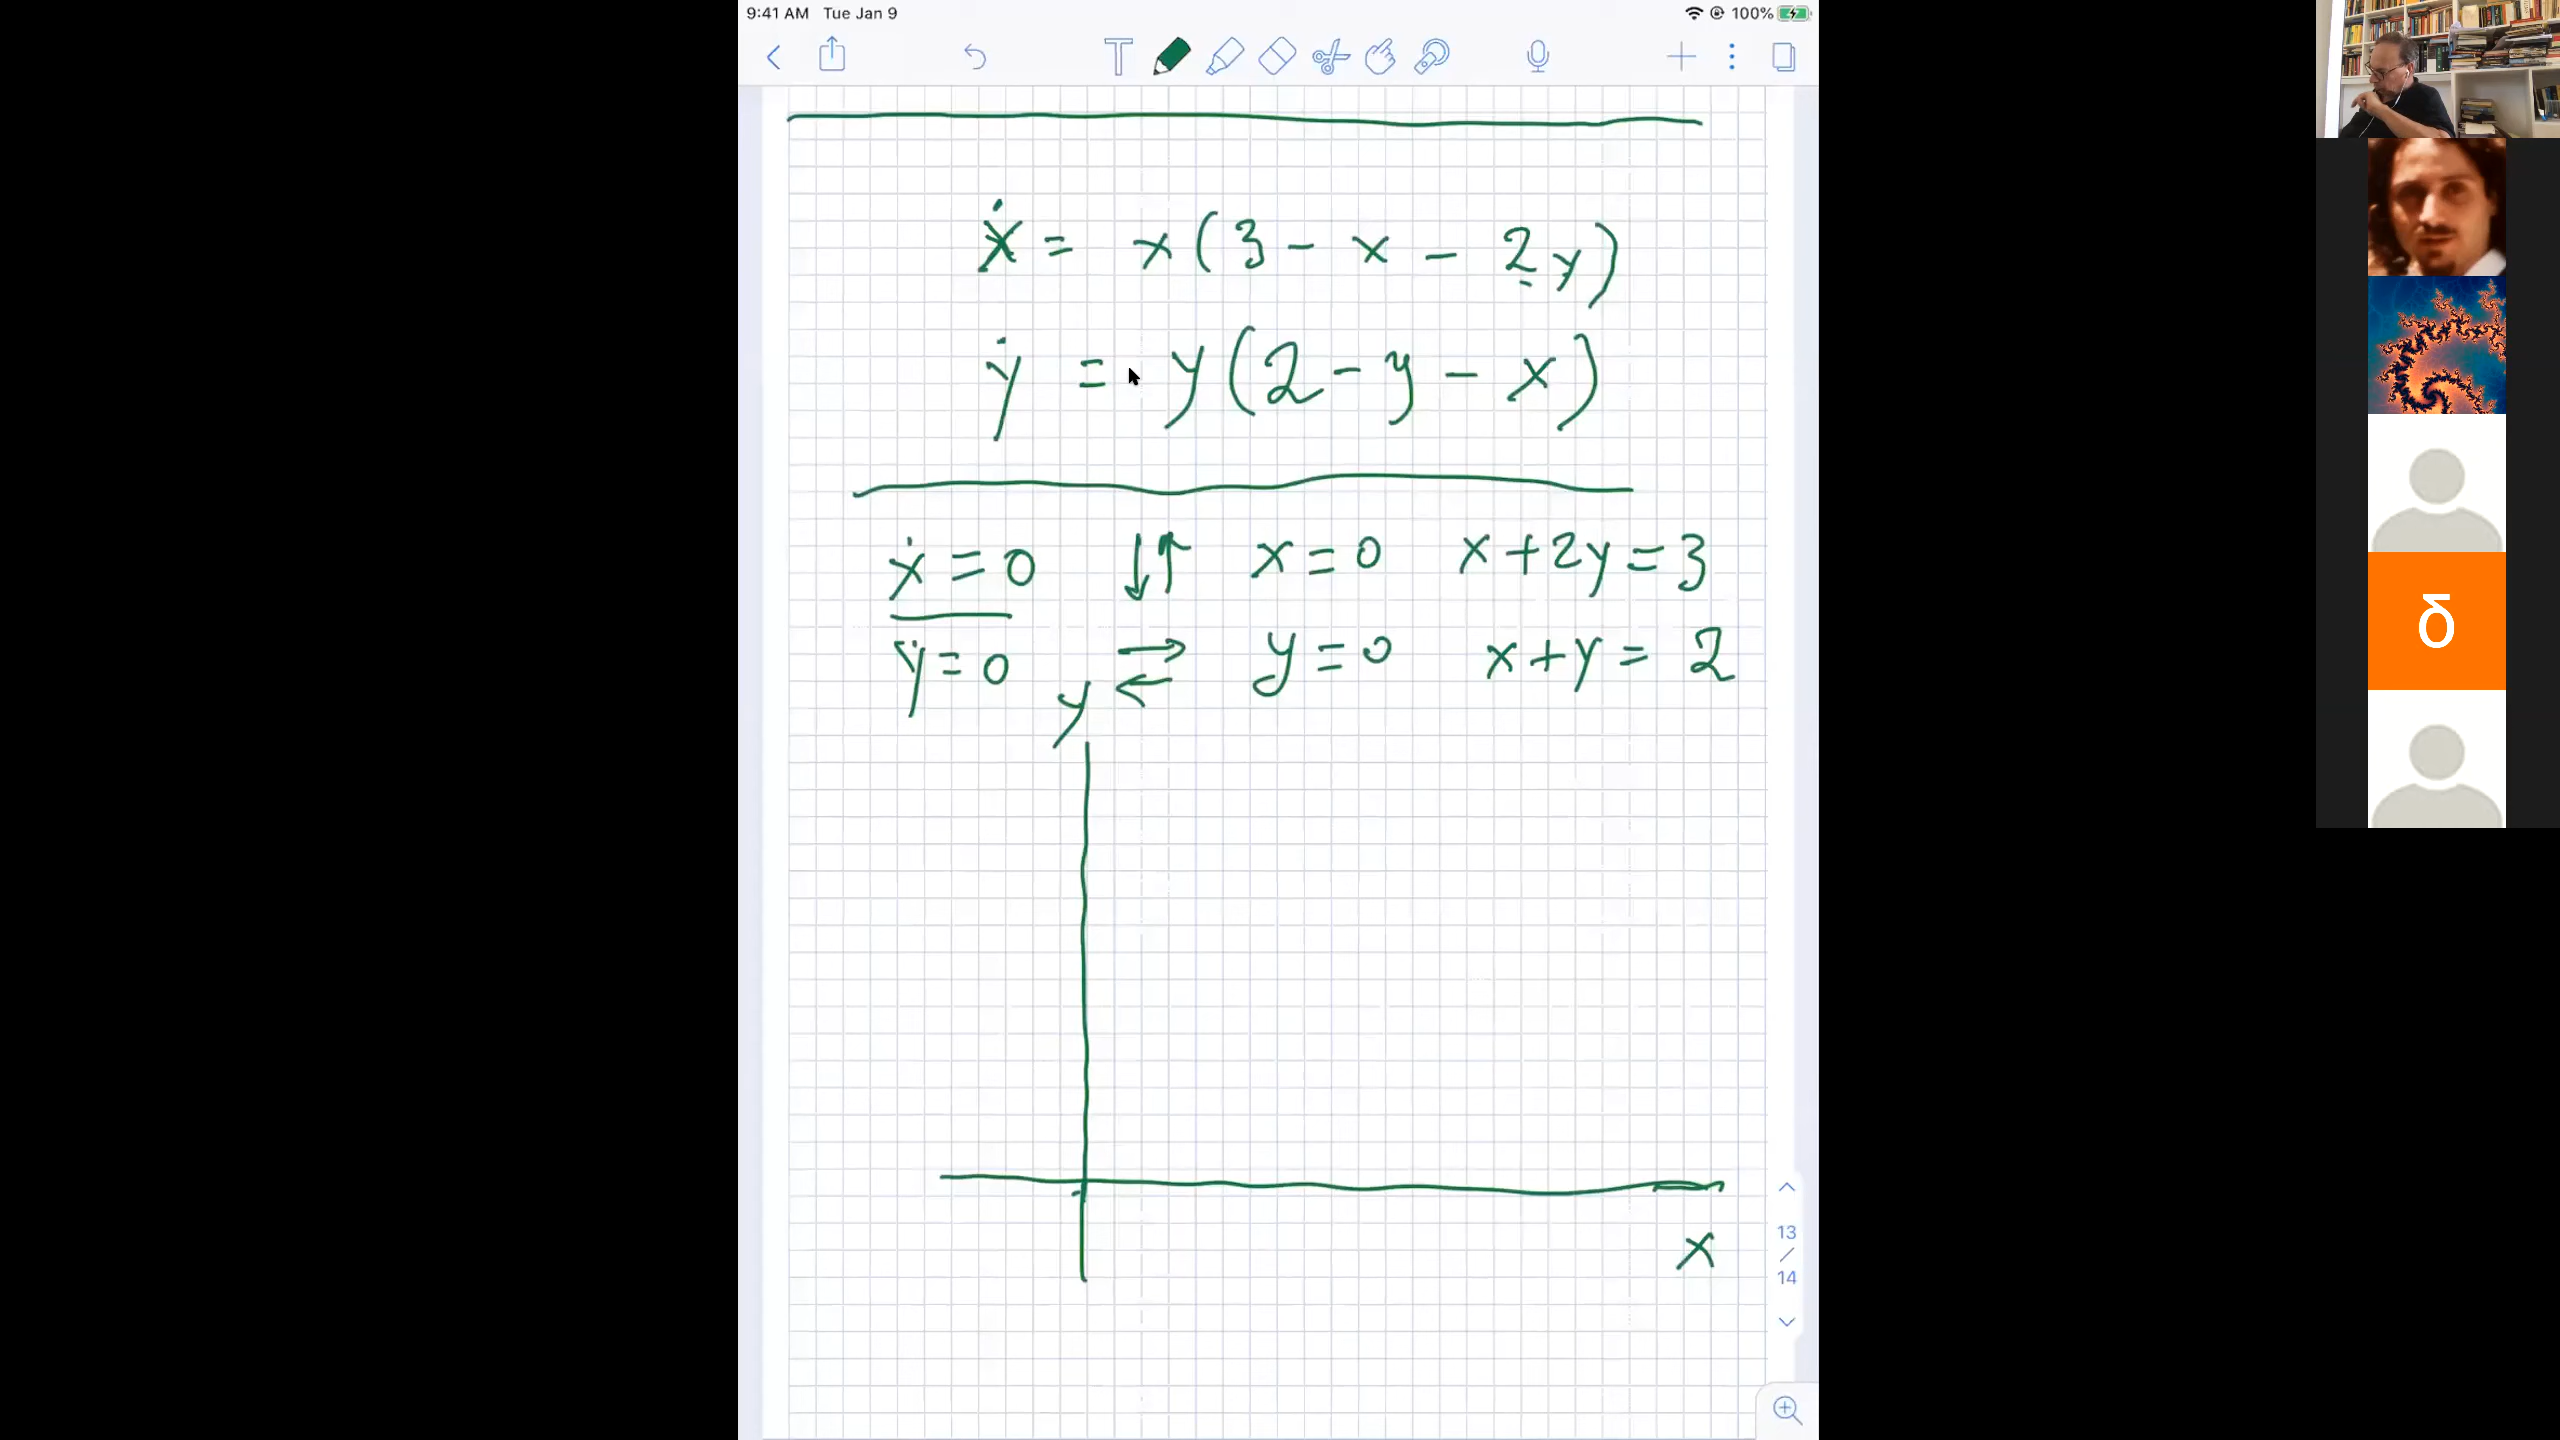 9:41 AM Tue Jan 9 100%
T
ẋ = x(3 - x - 2y)
ẏ = y(2 - y - x)
ẋ = 0 ↓↑ x = 0 x + 2y = 3
ẏ = 0 ⇄ y = 0 x + y = 2
y
x
13
/
14
δ